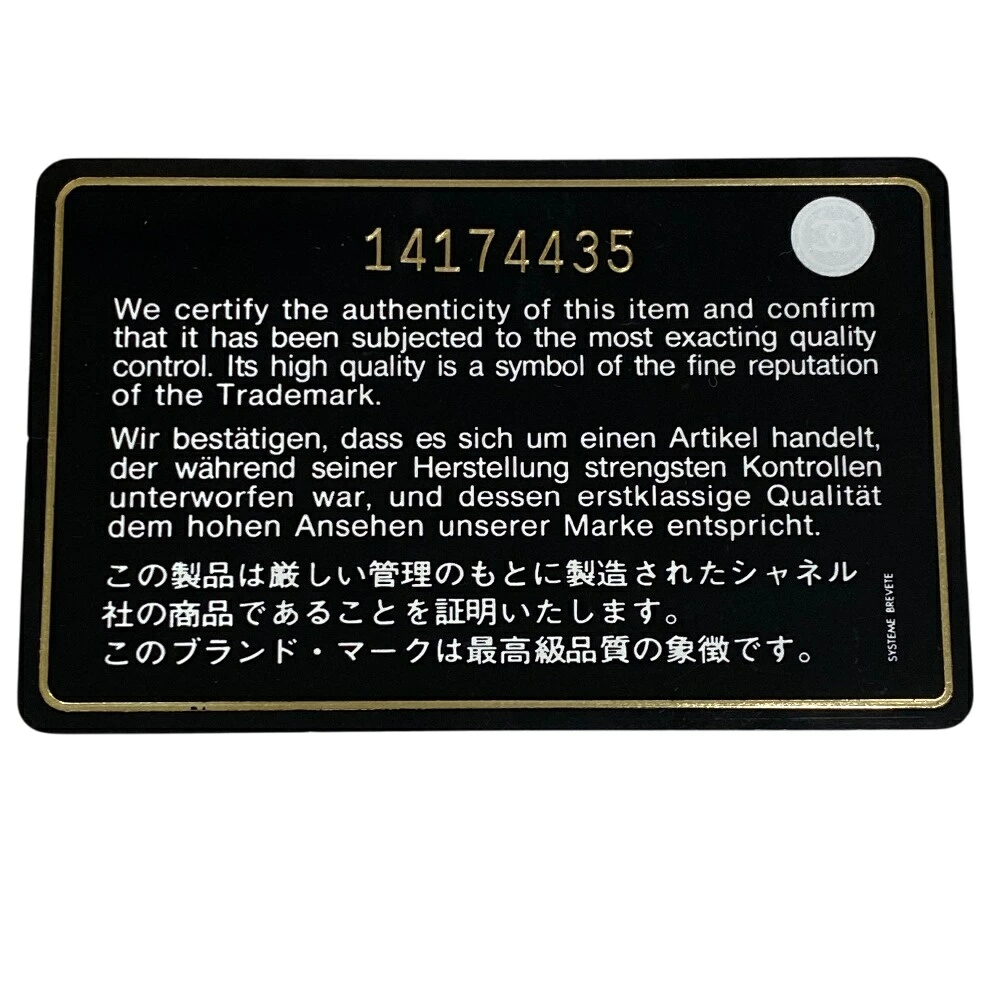 14174435
We certify the authenticity of this item and confirm
that it has been subjected to the most exacting quality
control. Its high quality is a symbol of the fine reputation
of the Trademark.
Wir bestätigen, dass es sich um einen Artikel handelt,
der während seiner Herstellung strengsten Kontrollen
unterworfen war, und dessen erstklassige Qualität
dem hohen Ansehen unserer Marke entspricht.
この製品は厳しい管理のもとに製造されたシャネル
社の商品であることを証明いたします。
このブランド・マークは最高級品質の象徴です。
SYSTEME BREVETE